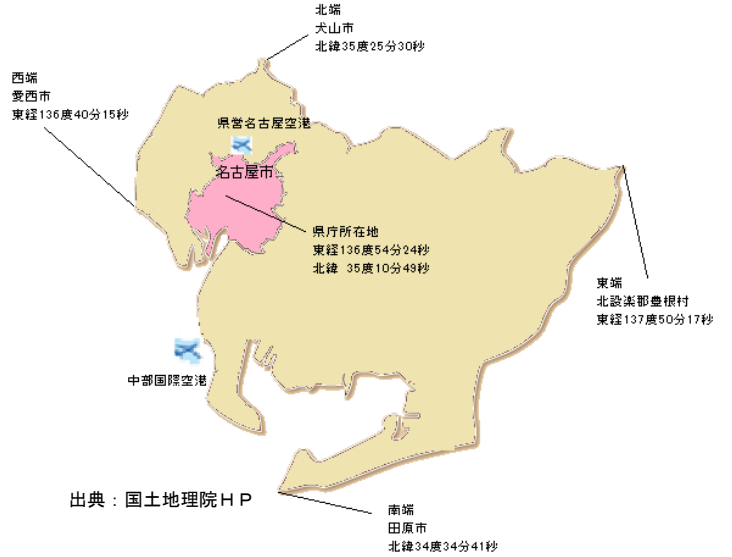 北端
犬山市
北緯35度25分30秒
西端
愛西市
東経136度40分15秒
県営名古屋空港
名古屋市
県庁所在地
東経136度54分24秒
北緯 35度10分49秒
東端
北設楽郡豊根村
東経137度50分17秒
中部国際空港
出典：国土地理院ＨＰ
南端
田原市
北緯34度34分41秒